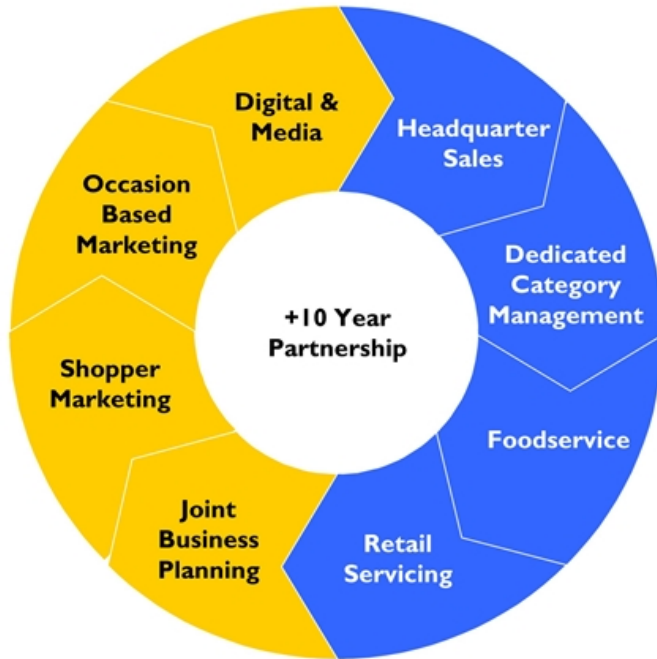 Digital &
Media
Headquarter
Sales
Dedicated
Category
Management
Foodservice
Retail
Servicing
Joint
Business
Planning
Shopper
Marketing
Occasion
Based
Marketing
+10 Year
Partnership